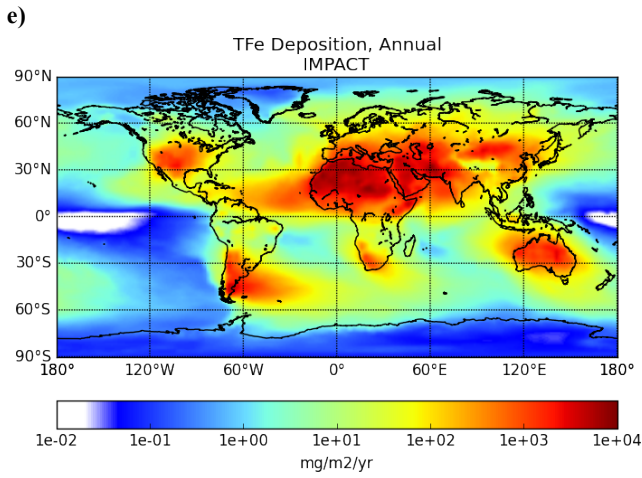 e)
TFe Deposition, Annual
IMPACT
90°N
60°N
30°N
0°
30°S
60°S
90°S
180° 120°W 60°W 0° 60°E 120°E 180°
1e-02 1e-01 1e+00 1e+01 1e+02 1e+03 1e+04
mg/m2/yr